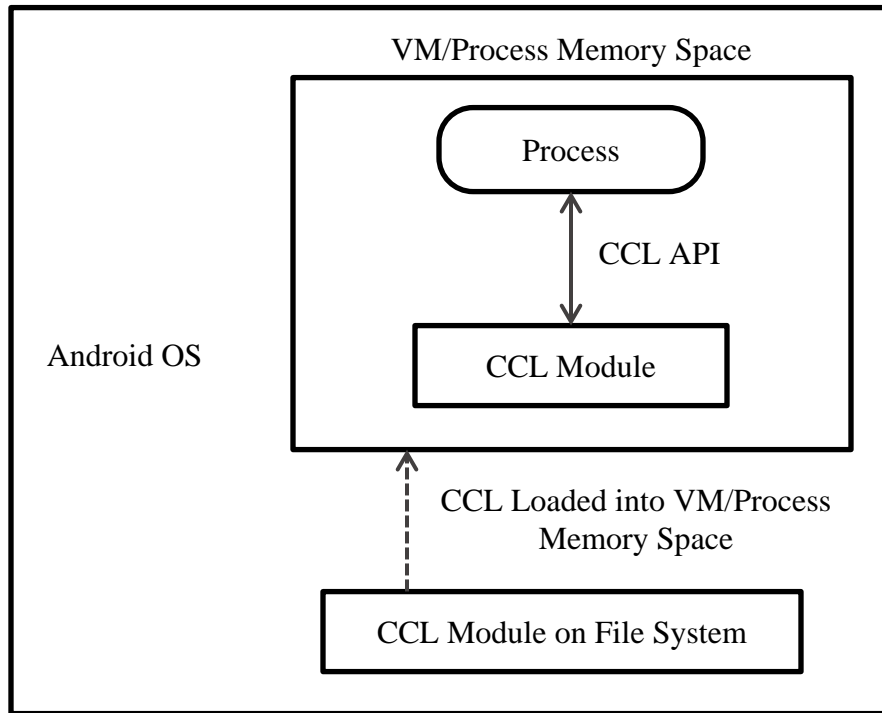 VM/Process Memory Space
Process
CCL API
Android OS
CCL Module
CCL Loaded into VM/Process
Memory Space
CCL Module on File System